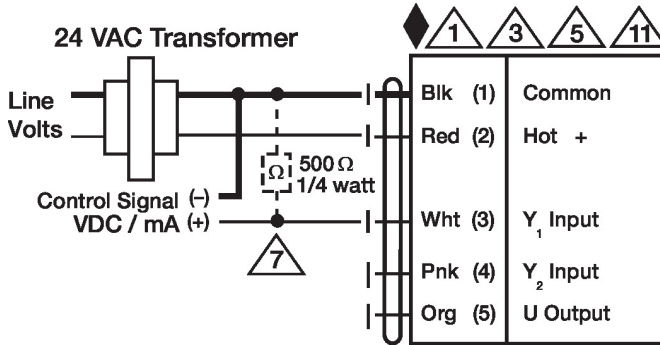 24 VAC Transformer
1 3 5 11
Line
Volts
Blk (1) Common
Red (2) Hot +
Ω 500 Ω
1/4 watt
Control Signal (–)
VDC / mA (+)
Wht (3) Y₁ Input
7
Pnk (4) Y₂ Input
Org (5) U Output